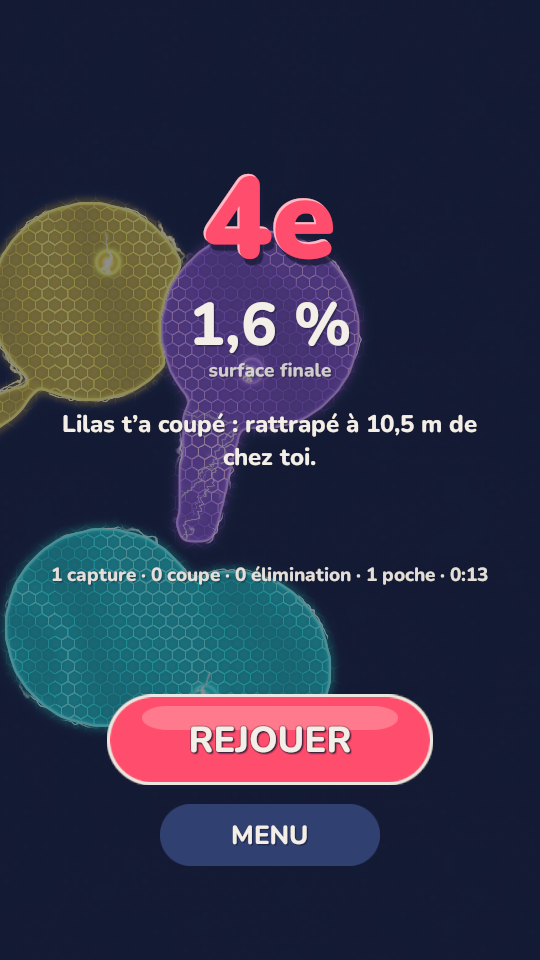 4e
1,6 %
surface finale
Lilas t’a coupé : rattrapé à 10,5 m de
chez toi.
1 capture · 0 coupe · 0 élimination · 1 poche · 0:13
REJOUER
MENU